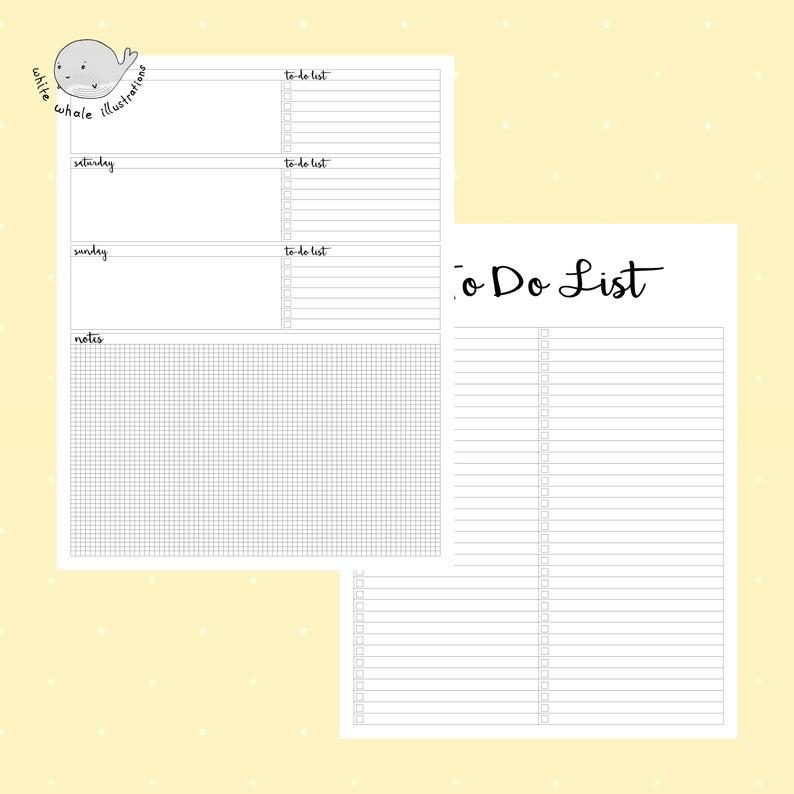 white whale illustrations
to-do list
saturday
to-do list
sunday
to-do list
notes
To Do List